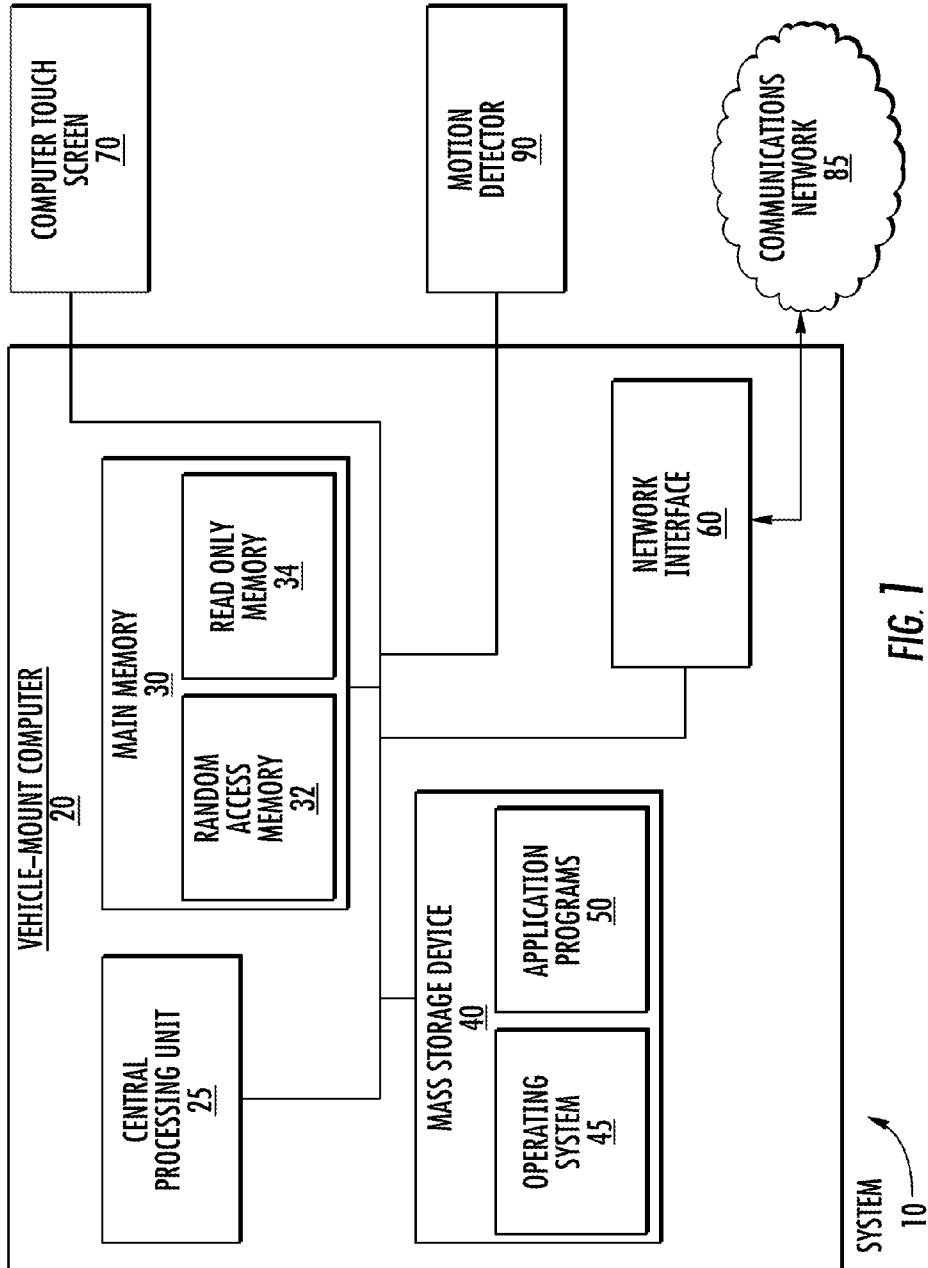 VEHICLE-MOUNT COMPUTER
20
CENTRAL
PROCESSING UNIT
25
MAIN MEMORY
30
RANDOM
ACCESS
MEMORY
32
READ ONLY
MEMORY
34
MASS STORAGE DEVICE
40
OPERATING
SYSTEM
45
APPLICATION
PROGRAMS
50
NETWORK
INTERFACE
60
COMPUTER TOUCH
SCREEN
70
MOTION
DETECTOR
90
COMMUNICATIONS
NETWORK
85
SYSTEM
10
FIG. 1